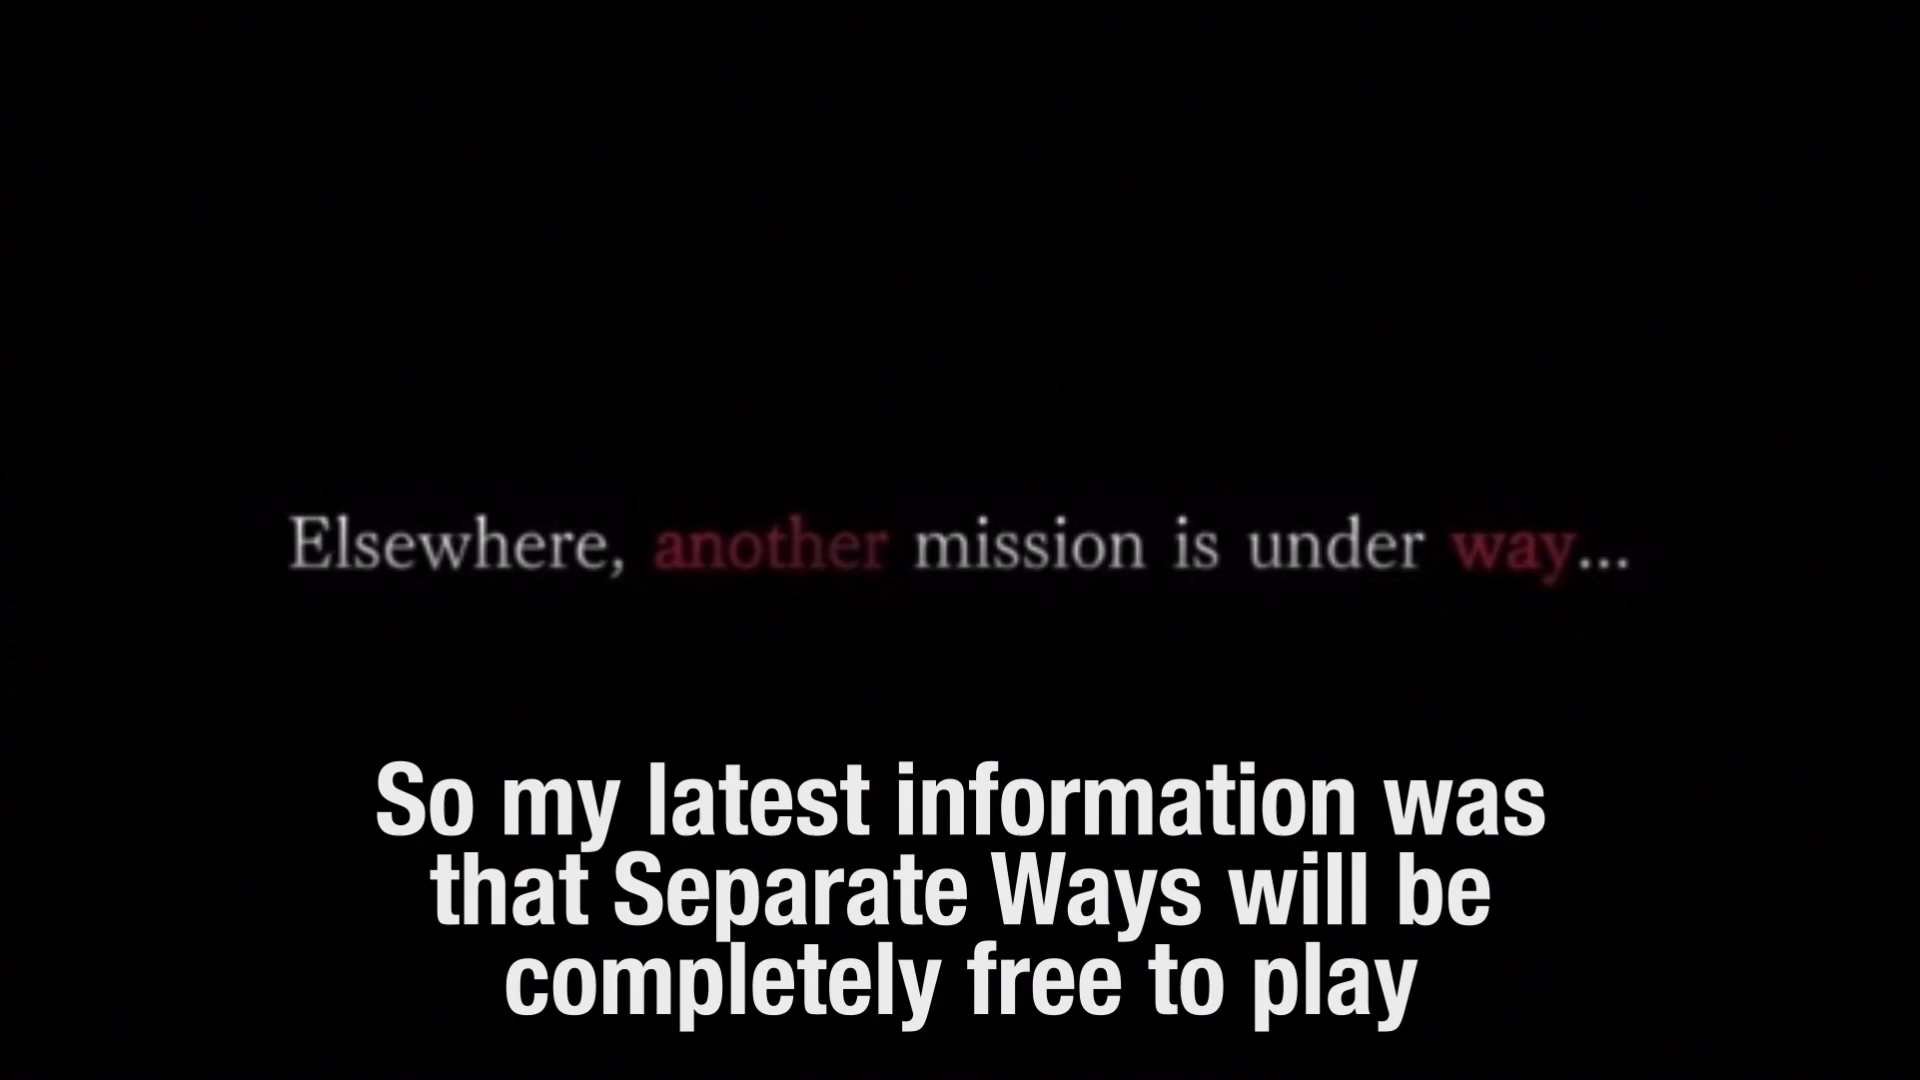 Elsewhere, another mission is under way...
So my latest information was
that Separate Ways will be
completely free to play